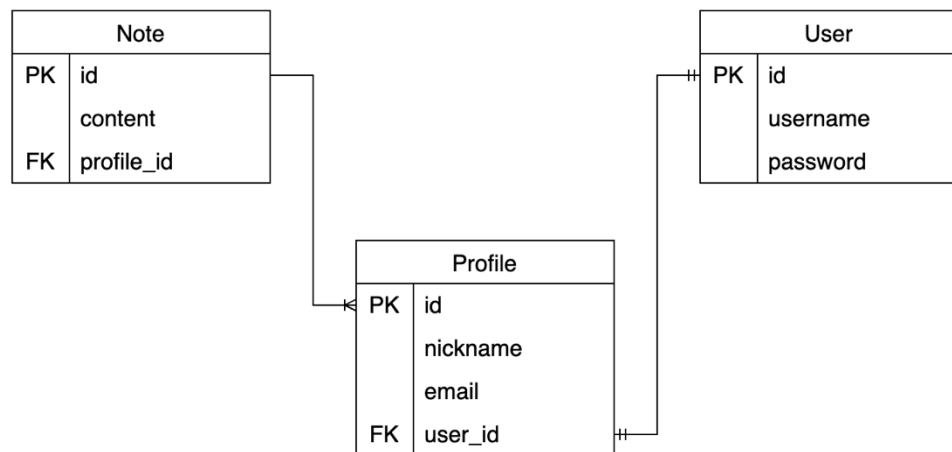 Note
PK id
content
FK profile_id
User
PK id
username
password
Profile
PK id
nickname
email
FK user_id